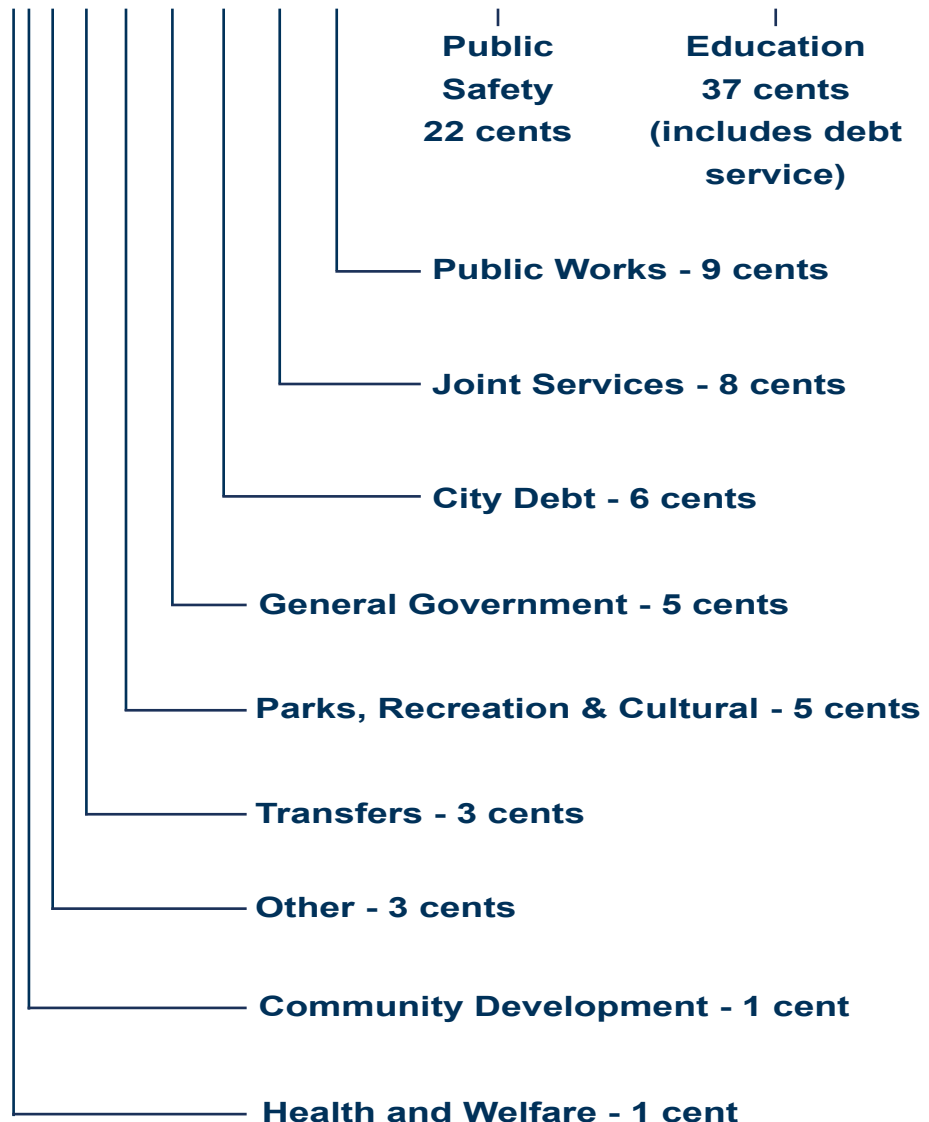 Public
Safety
22 cents
Education
37 cents
(includes debt
service)
Public Works - 9 cents
Joint Services - 8 cents
City Debt - 6 cents
General Government - 5 cents
Parks, Recreation & Cultural - 5 cents
Transfers - 3 cents
Other - 3 cents
Community Development - 1 cent
Health and Welfare - 1 cent